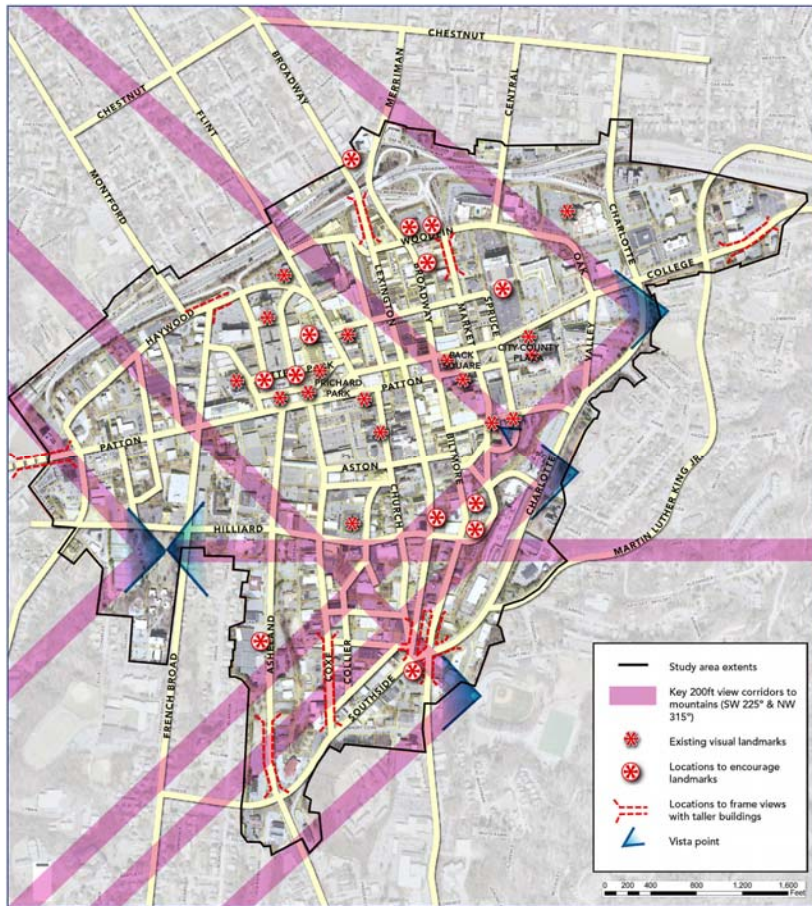 CHESTNUT
BROADWAY
MERRIMAN
CENTRAL
CHESTNUT
FLINT
MONTFORD
CHARLOTTE
WOODFIN
OAK
COLLEGE
LEXINGTON
BROADWAY
MARKET
SPRUCE
HAYWOOD
VALLEY
PACK
SQUARE
CITY-COUNTY
PLAZA
PRICHARD
PARK
PATTON
PATTON
BILTMORE
ASTON
CHURCH
CHARLOTTE
MARTIN LUTHER KING JR.
HILLIARD
ASHELAND
COXE
COLLIER
SOUTHSIDE
FRENCH BROAD
Study area extents
Key 200ft view corridors to
mountains (SW 225° & NW
315°)
Existing visual landmarks
Locations to encourage
landmarks
Locations to frame views
with taller buildings
Vista point
0 200 400 800 1,200 1,600
Feet